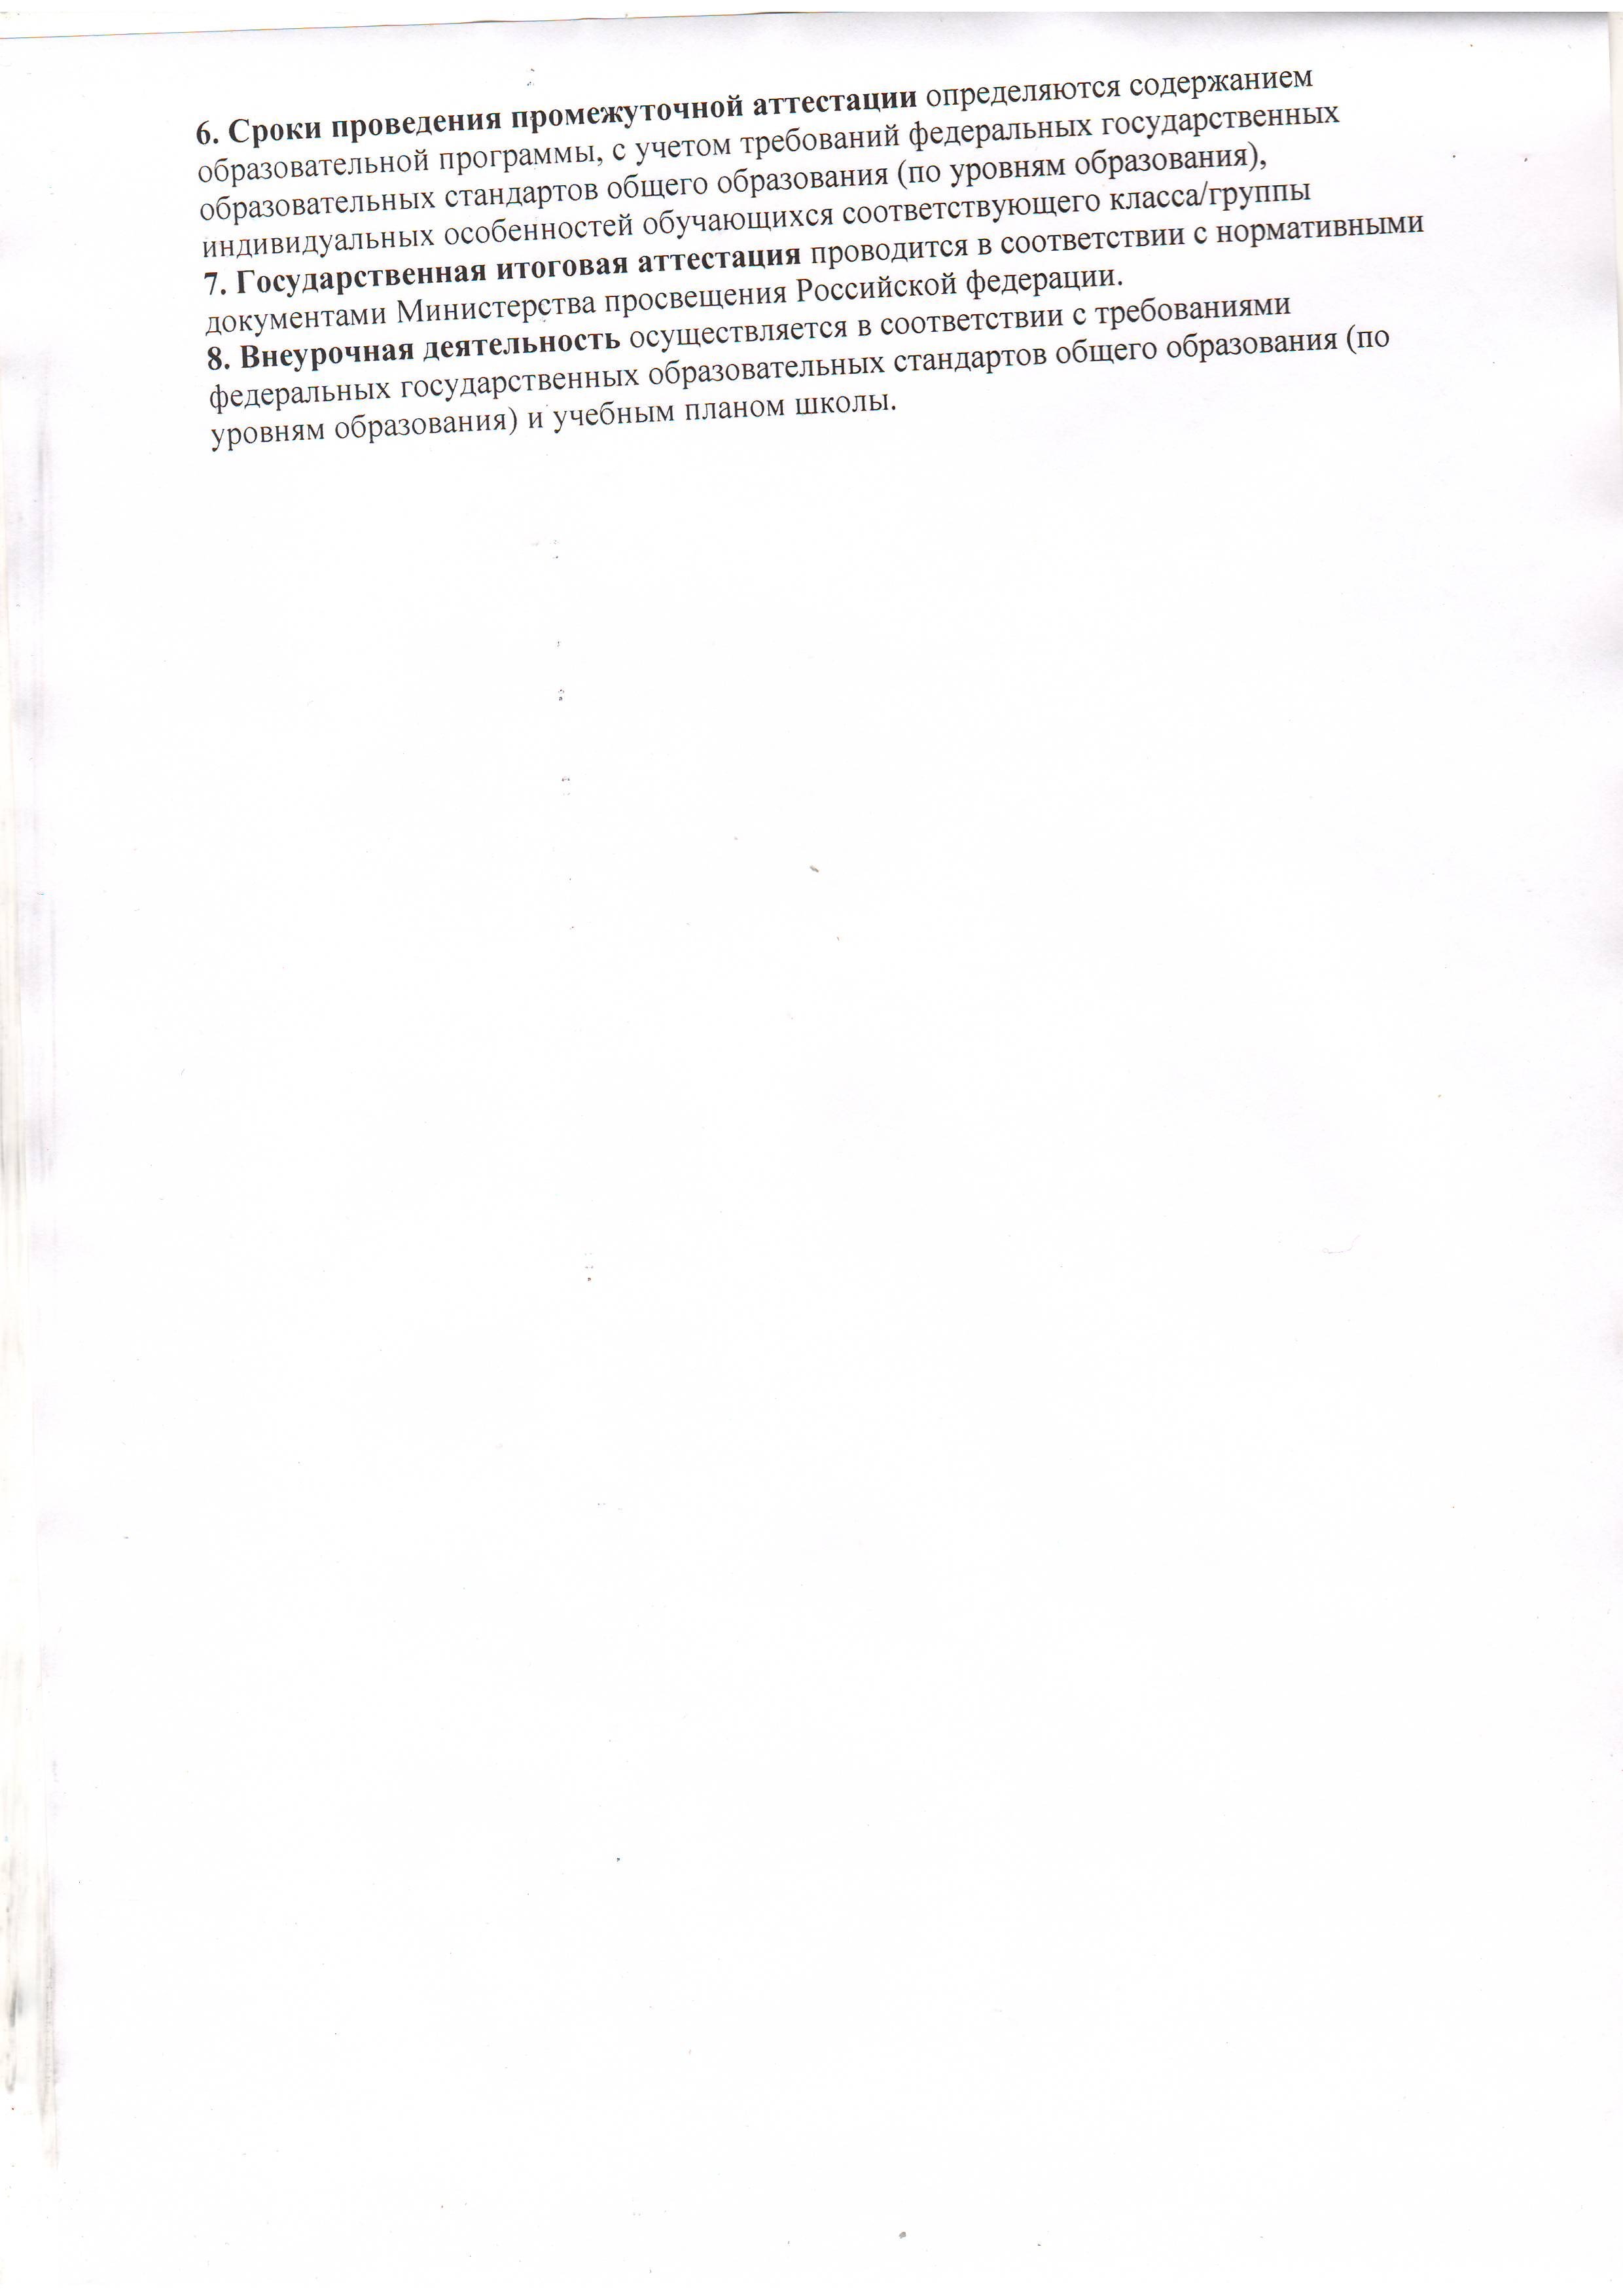 6. Сроки проведения промежуточной аттестации определяются содержанием
образовательной программы, с учетом требований федеральных государственных
образовательных стандартов общего образования (по уровням образования),
индивидуальных особенностей обучающихся соответствующего класса/группы
7. Государственная итоговая аттестация проводится в соответствии с нормативными
документами Министерства просвещения Российской федерации.
8. Внеурочная деятельность осуществляется в соответствии с требованиями
федеральных государственных образовательных стандартов общего образования (по
уровням образования) и учебным планом школы.